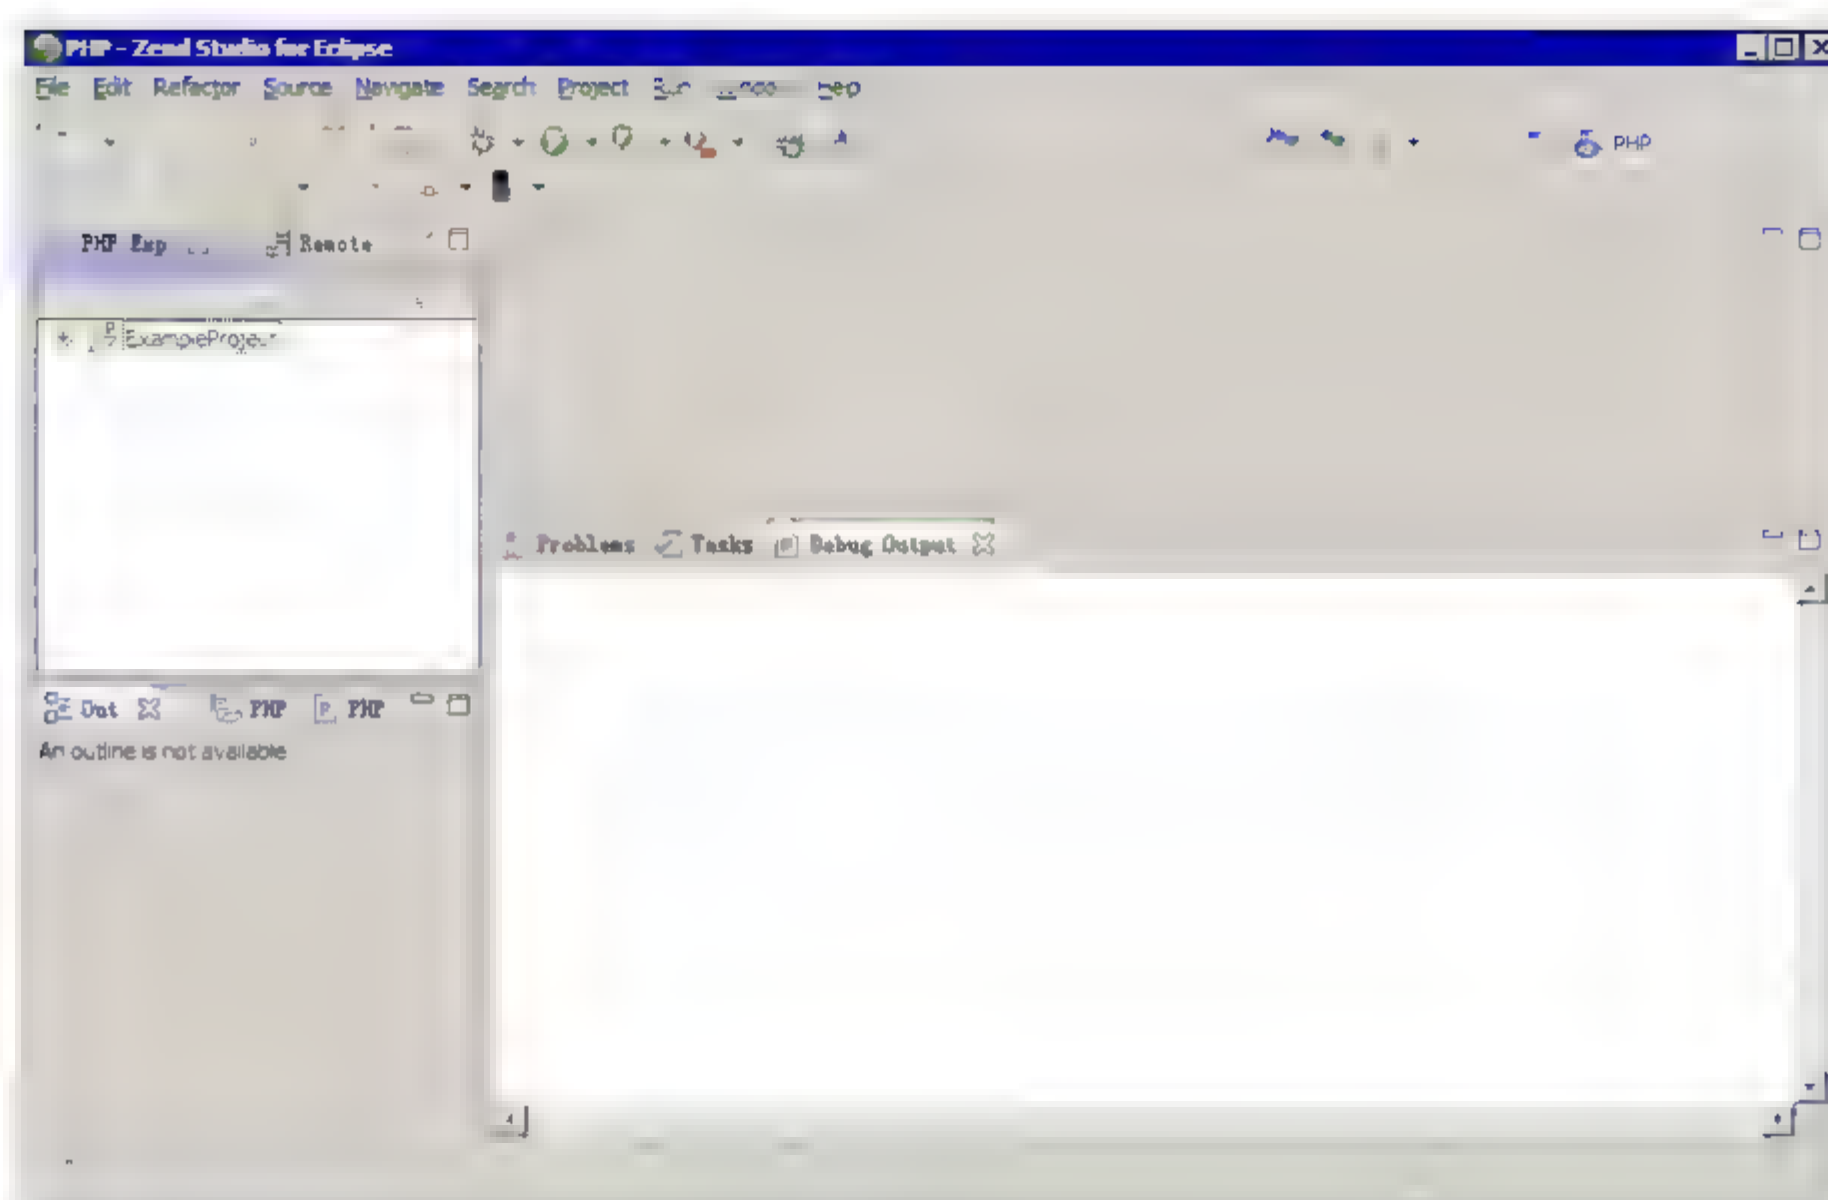 PHP - Zend Studio for Eclipse
File Edit Refactor Source Navigate Search Project Run
PHP
PHP Exp Remote
ExampleProject
Problems Tasks Debug Output
Out PHP PHP
An outline is not available